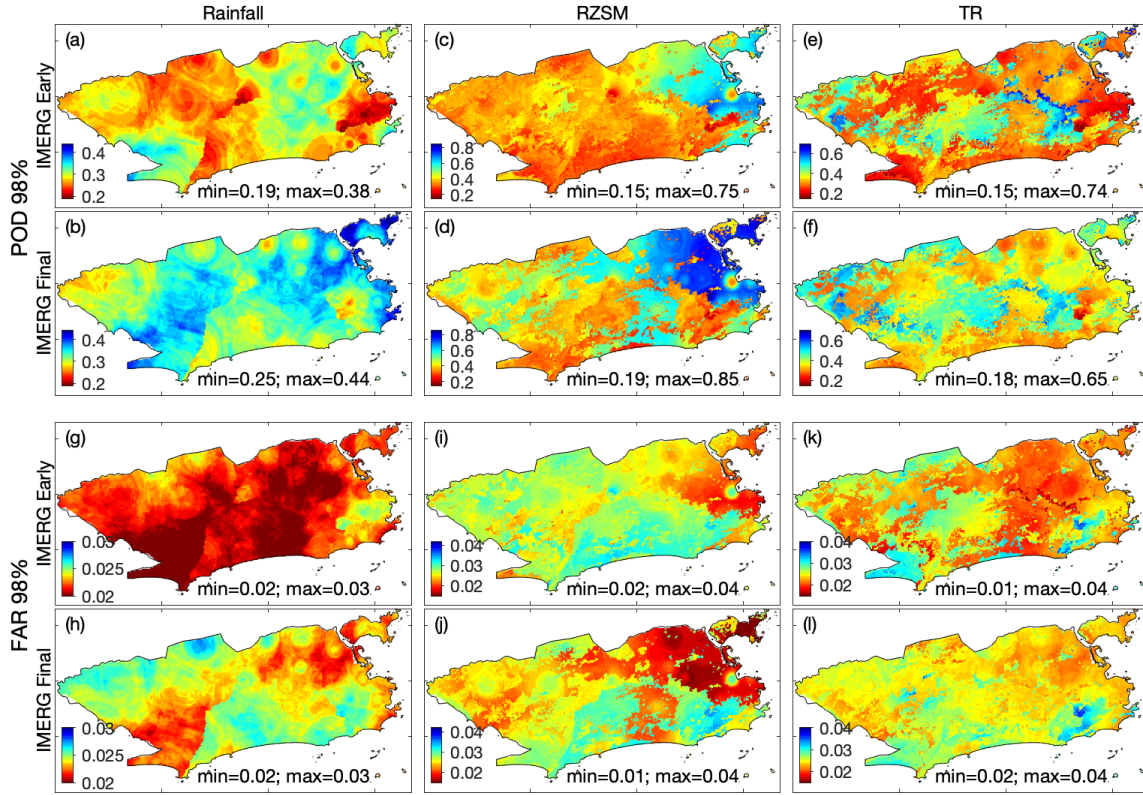 Rainfall RZSM TR
POD 98%
IMERG Early
(a) 0.4 0.3 0.2 min=0.19; max=0.38
(c) 0.8 0.6 0.4 0.2 min=0.15; max=0.75
(e) 0.6 0.4 0.2 min=0.15; max=0.74
IMERG Final
(b) 0.4 0.3 0.2 min=0.25; max=0.44
(d) 0.8 0.6 0.4 0.2 min=0.19; max=0.85
(f) 0.6 0.4 0.2 min=0.18; max=0.65
FAR 98%
IMERG Early
(g) 0.03 0.025 0.02 min=0.02; max=0.03
(i) 0.04 0.03 0.02 min=0.02; max=0.04
(k) 0.04 0.03 0.02 min=0.01; max=0.04
IMERG Final
(h) 0.03 0.025 0.02 min=0.02; max=0.03
(j) 0.04 0.03 0.02 min=0.01; max=0.04
(l) 0.04 0.03 0.02 min=0.02; max=0.04